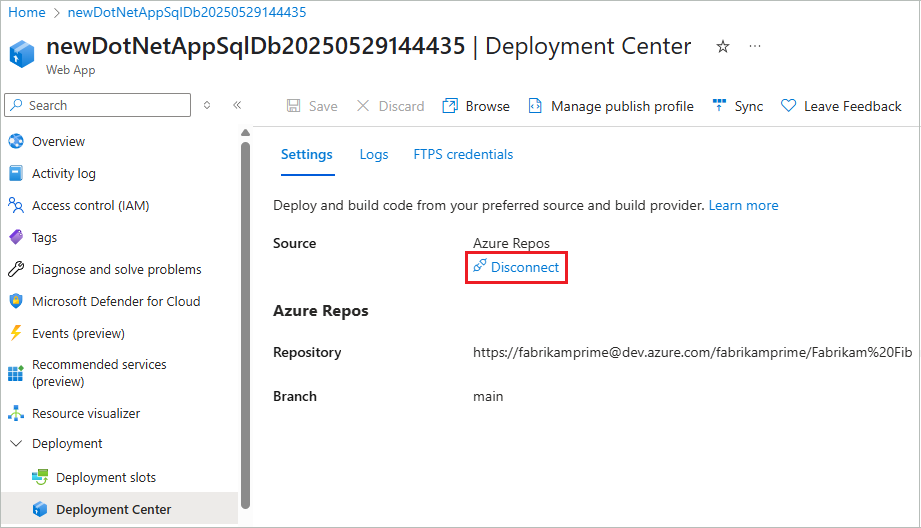 Home > newDotNetAppSqlDb20250529144435
newDotNetAppSqlDb20250529144435 | Deployment Center
Web App
Search
Save
Discard
Browse
Manage publish profile
Sync
Leave Feedback
Overview
Activity log
Access control (IAM)
Tags
Diagnose and solve problems
Microsoft Defender for Cloud
Events (preview)
Recommended services
(preview)
Resource visualizer
Deployment
Deployment slots
Deployment Center
Settings
Logs
FTPS credentials
Deploy and build code from your preferred source and build provider. Learn more
Source
Azure Repos
Disconnect
Azure Repos
Repository
https://fabrikamprime@dev.azure.com/fabrikamprime/Fabrikam%20Fib
Branch
main